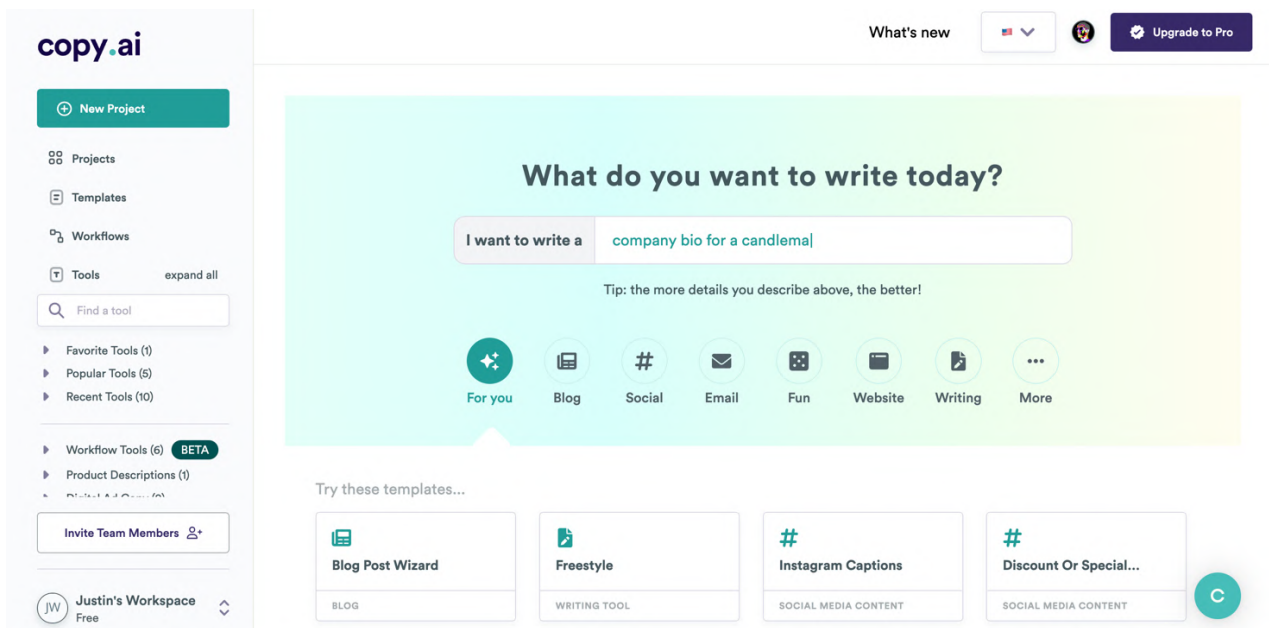 copy.ai
What's new
Upgrade to Pro
New Project
Projects
Templates
Workflows
Tools expand all
Find a tool
Favorite Tools (1)
Popular Tools (5)
Recent Tools (10)
Workflow Tools (6) BETA
Product Descriptions (1)
Digital Ad Copy (9)
Invite Team Members
JW Justin's Workspace
Free
What do you want to write today?
I want to write a company bio for a candlema
Tip: the more details you describe above, the better!
For you Blog Social Email Fun Website Writing More
Try these templates...
Blog Post Wizard
BLOG
Freestyle
WRITING TOOL
Instagram Captions
SOCIAL MEDIA CONTENT
Discount Or Special...
SOCIAL MEDIA CONTENT
C